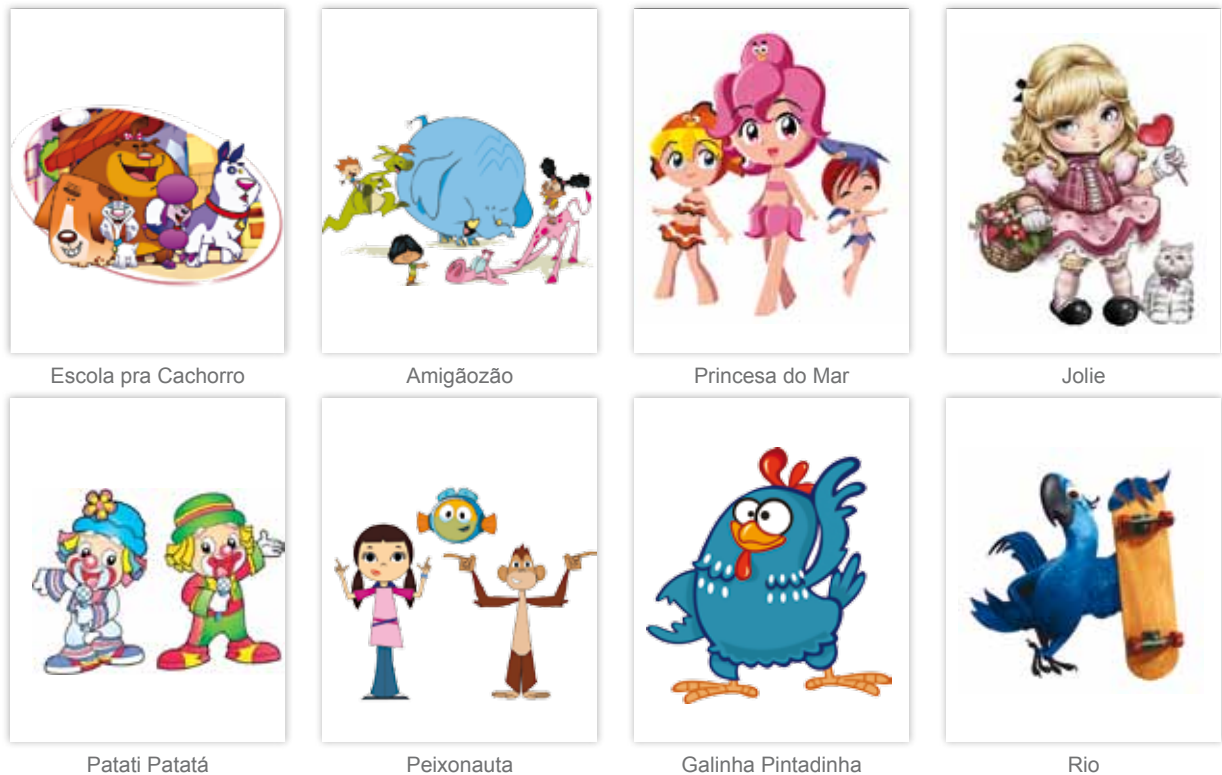 Escola pra Cachorro
Amigãozão
Princesa do Mar
Jolie
Patati Patatá
Peixonauta
Galinha Pintadinha
Rio